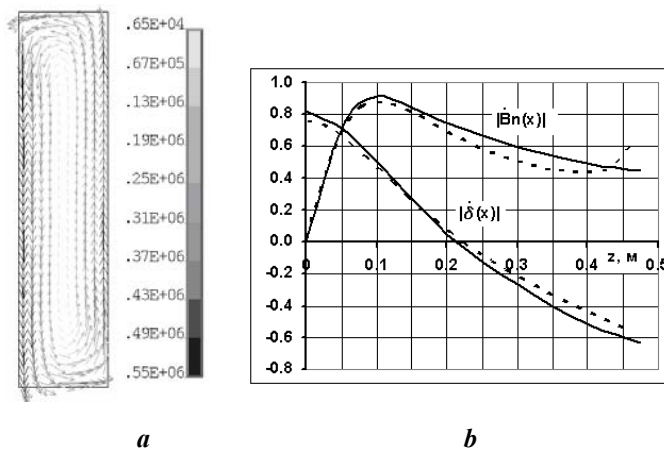 .65E+04
.67E+05
.13E+06
.19E+06
.25E+06
.31E+06
.37E+06
.43E+06
.49E+06
.55E+06
1.0
0.8
0.6
0.4
0.2
0.0
-0.2
-0.4
-0.6
-0.8
|Ḃn(x)|
|δ̇(x)|
0
0.1
0.2
0.3
0.4
0.5
z, м
a
b